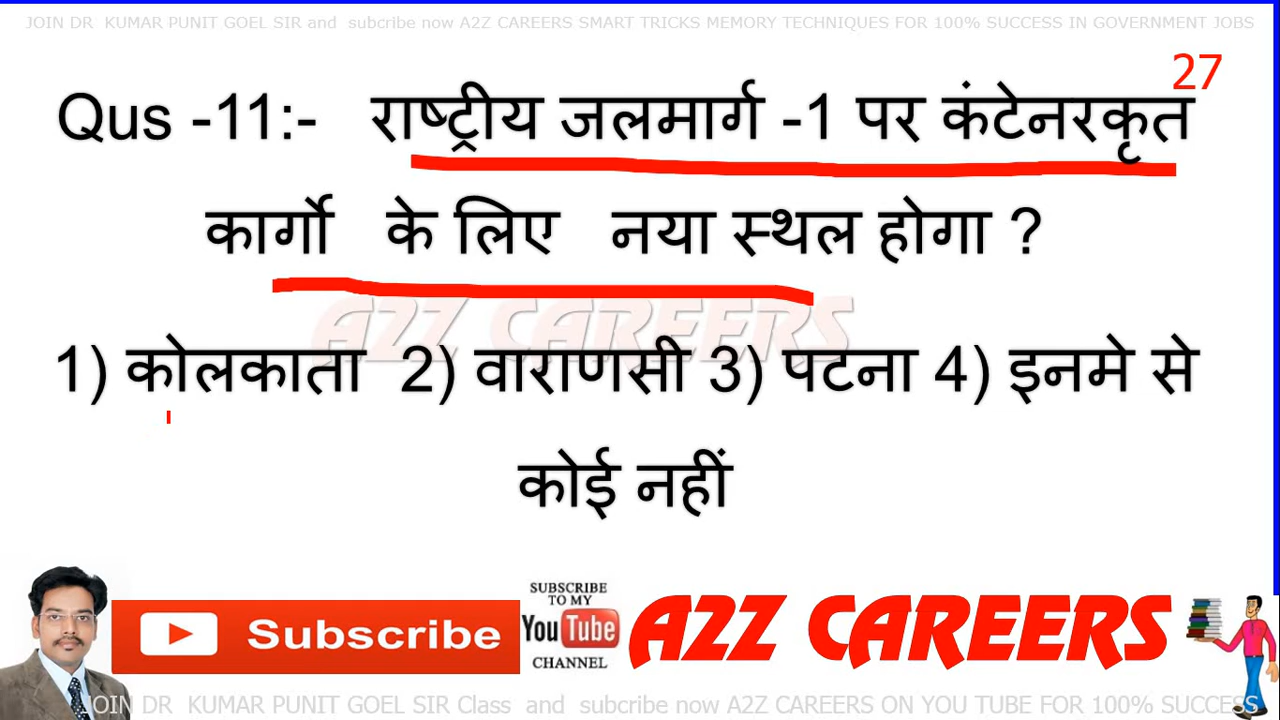 JOIN DR KUMAR PUNIT GOEL SIR and subcribe now A2Z CAREERS SMART TRICKS MEMORY TECHNIQUES FOR 100% SUCCESS IN GOVERNMENT JOBS
27
Qus -11:- राष्ट्रीय जलमार्ग -1 पर कंटेनरकृत
कार्गो के लिए नया स्थल होगा ?
A2Z CAREERS
1) कोलकाता 2) वाराणसी 3) पटना 4) इनमे से
कोई नहीं
Subscribe
SUBSCRIBE
TO MY
YouTube
CHANNEL
A2Z CAREERS
JOIN DR KUMAR PUNIT GOEL SIR Class and subcribe now A2Z CAREERS ON YOU TUBE FOR 100% SUCCESS